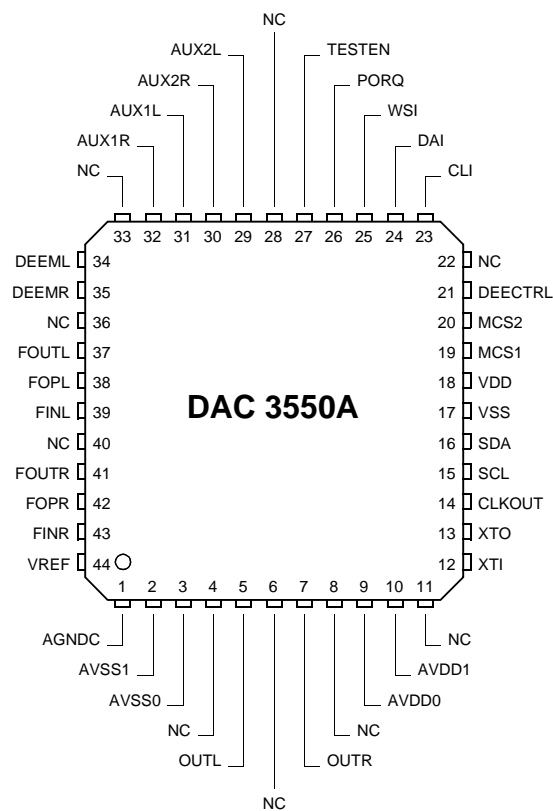 NC
AUX2L
TESTEN
AUX2R
PORQ
AUX1L
WSI
AUX1R
DAI
NC
CLI
33 32 31 30 29 28 27 26 25 24 23
DEEML 34
22 NC
DEEMR 35
21 DEECTRL
NC 36
20 MCS2
FOUTL 37
19 MCS1
FOPL 38
18 VDD
DAC 3550A
FINL 39
17 VSS
NC 40
16 SDA
FOUTR 41
15 SCL
FOPR 42
14 CLKOUT
FINR 43
13 XTO
VREF 44
12 XTI
1 2 3 4 5 6 7 8 9 10 11
AGNDC
NC
AVSS1
AVDD1
AVSS0
AVDD0
NC
NC
OUTL
OUTR
NC